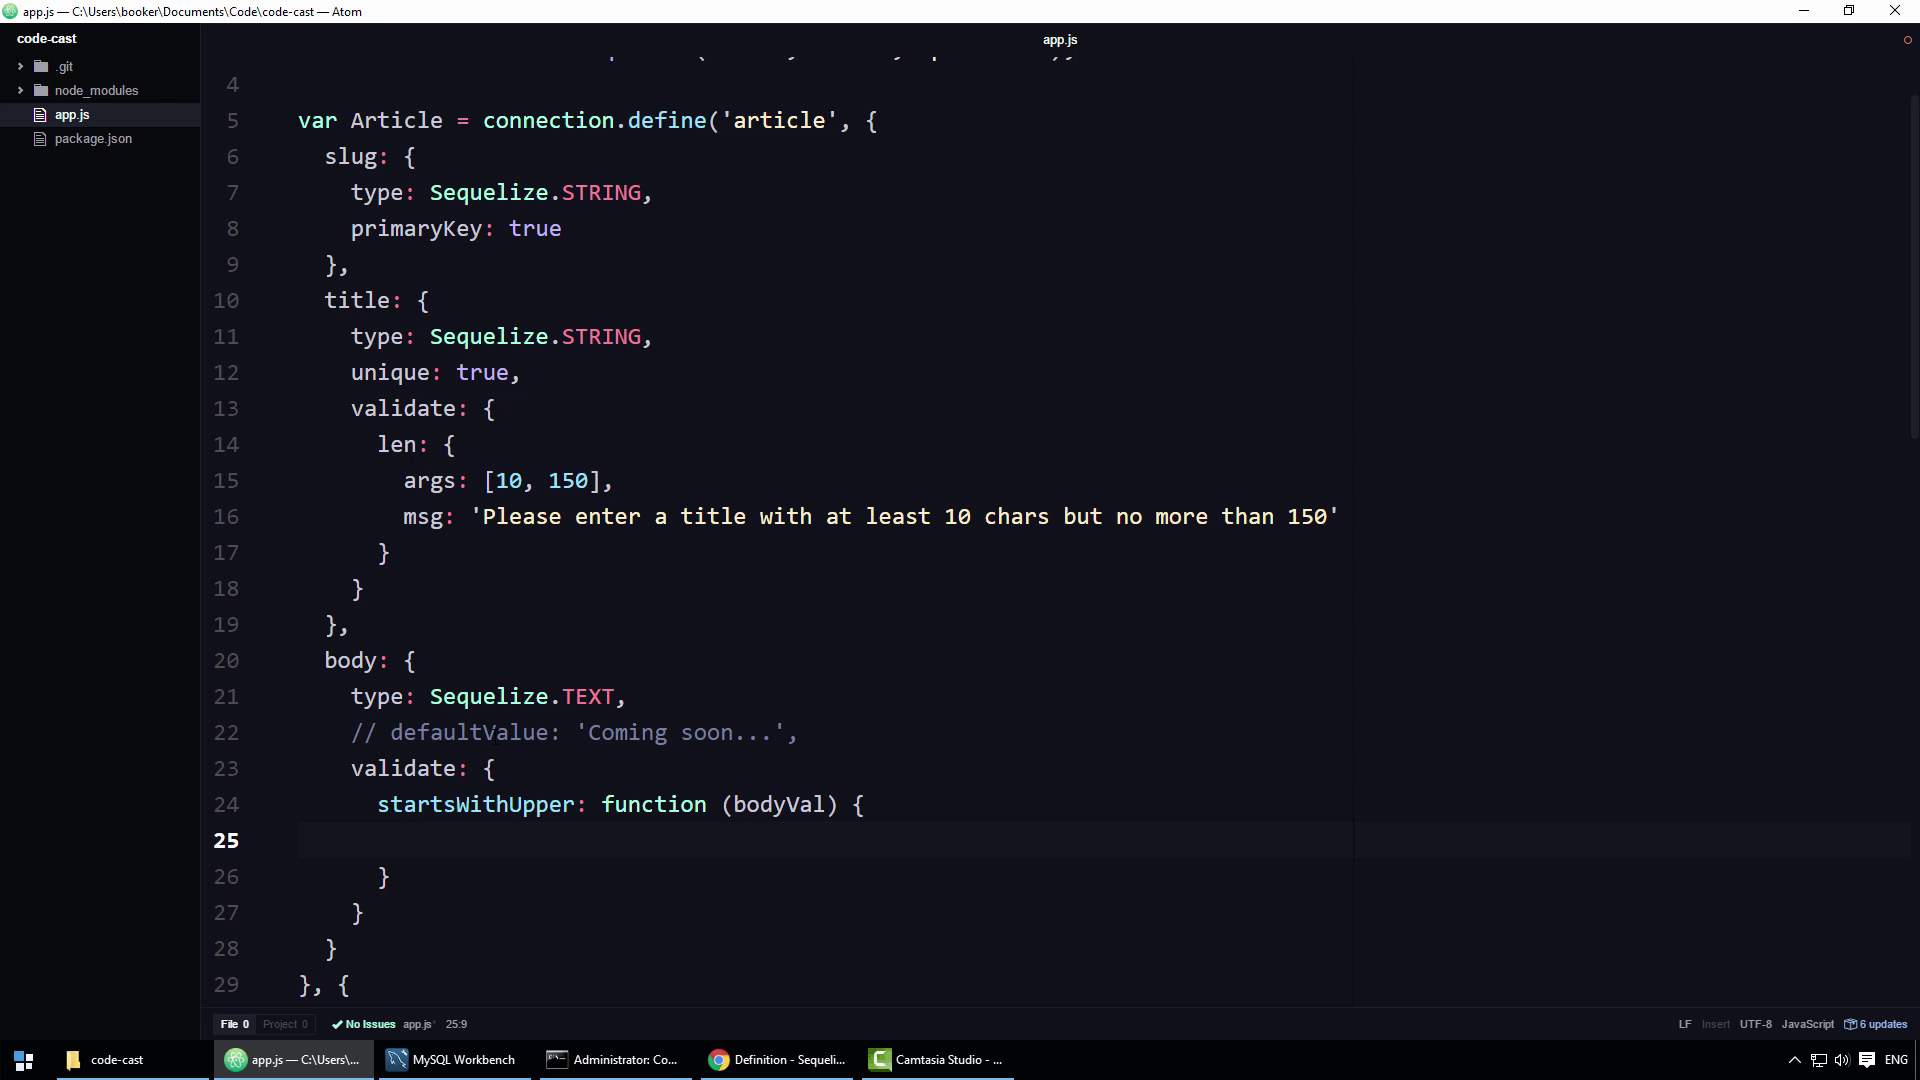 app.js — C:\Users\booker\Documents\Code\code-cast — Atom
code-cast
.git
node_modules
app.js
package.json
app.js
4
5 var Article = connection.define('article', {
6 slug: {
7 type: Sequelize.STRING,
8 primaryKey: true
9 },
10 title: {
11 type: Sequelize.STRING,
12 unique: true,
13 validate: {
14 len: {
15 args: [10, 150],
16 msg: 'Please enter a title with at least 10 chars but no more than 150'
17 }
18 }
19 },
20 body: {
21 type: Sequelize.TEXT,
22 // defaultValue: 'Coming soon...',
23 validate: {
24 startsWithUpper: function (bodyVal) {
25
26 }
27 }
28 }
29 }, {
File 0 Project 0 No Issues app.js* 25:9 LF Insert UTF-8 JavaScript 6 updates
code-cast app.js — C:\Users\... MySQL Workbench Administrator: Co... Definition - Sequeli... Camtasia Studio - ... ENG